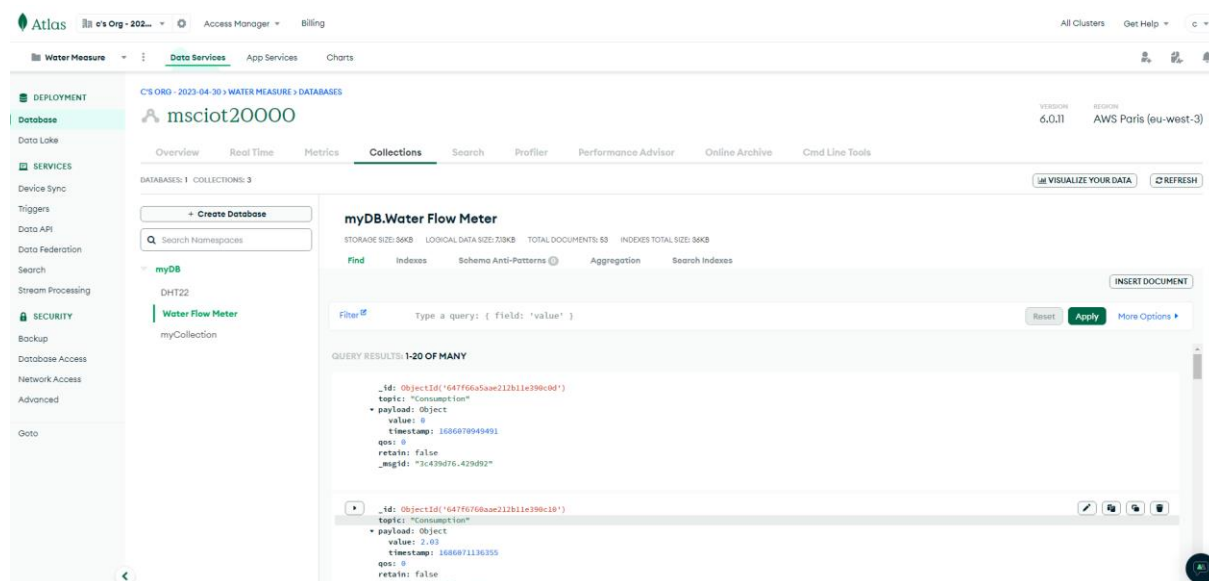 Atlas c's Org - 202... Access Manager Billing All Clusters Get Help c
Water Measure Data Services App Services Charts
DEPLOYMENT
Database
Data Lake
SERVICES
Device Sync
Triggers
Data API
Data Federation
Search
Stream Processing
SECURITY
Backup
Database Access
Network Access
Advanced
Goto
C'S ORG - 2023-04-30 > WATER MEASURE > DATABASES
msciot20000
VERSION REGION
6.0.11 AWS Paris (eu-west-3)
Overview Real Time Metrics Collections Search Profiler Performance Advisor Online Archive Cmd Line Tools
DATABASES: 1 COLLECTIONS: 3
VISUALIZE YOUR DATA REFRESH
+ Create Database
Search Namespaces
myDB
DHT22
Water Flow Meter
myCollection
myDB.Water Flow Meter
STORAGE SIZE: 36KB LOGICAL DATA SIZE: 7.13KB TOTAL DOCUMENTS: 53 INDEXES TOTAL SIZE: 36KB
Find Indexes Schema Anti-Patterns 0 Aggregation Search Indexes
INSERT DOCUMENT
Filter Type a query: { field: 'value' } Reset Apply More Options
QUERY RESULTS: 1-20 OF MANY
_id: ObjectId('647f66a5aae212b11e390c0d')
topic: "Consumption"
payload: Object
value: 0
timestamp: 1686070949491
qos: 0
retain: false
_msgid: "3c439d76.429d92"
_id: ObjectId('647f6760aae212b11e390c10')
topic: "Consumption"
payload: Object
value: 2.03
timestamp: 1686071136355
qos: 0
retain: false